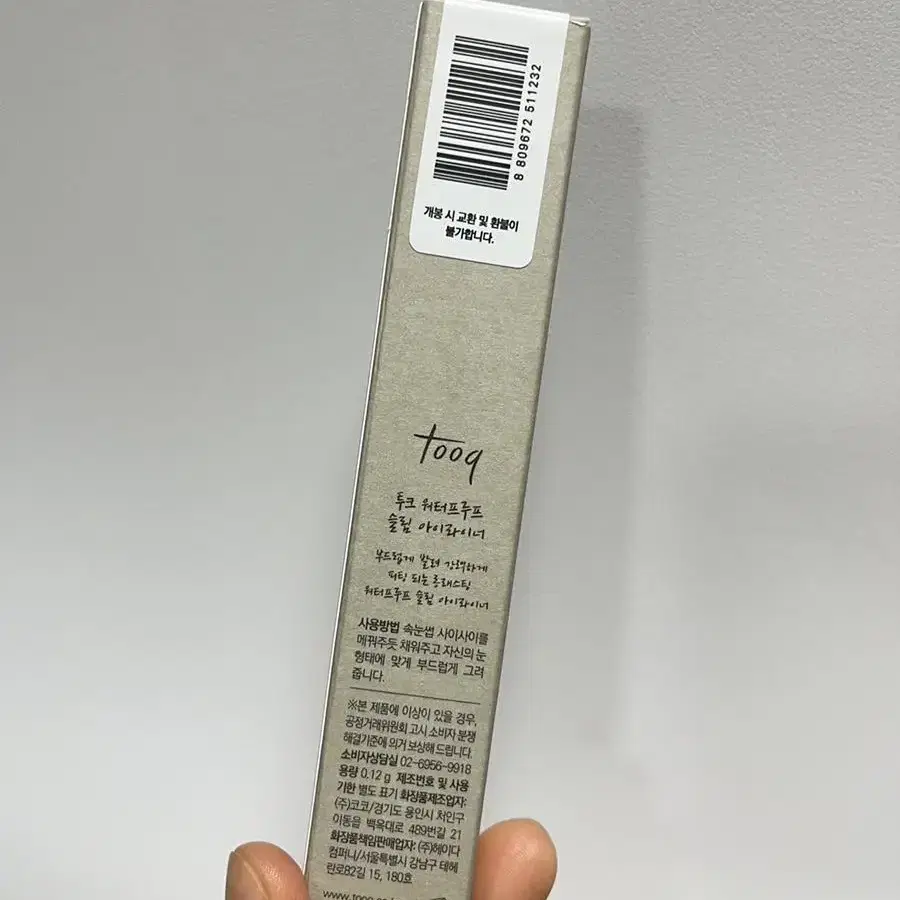 8 809672 511232
개봉 시 교환 및 환불이
불가합니다.
tooq
투크 워터프루프
슬림 아이라이너
부드럽게 발려 강력하게
피팅 되는 롱래스팅
워터프루프 슬림 아이라이너
사용방법 속눈썹 사이사이를
메꿔주듯 채워주고 자신의 눈
형태에 맞게 부드럽게 그려
줍니다.
※본 제품에 이상이 있을 경우,
공정거래위원회 고시 소비자 분쟁
해결기준에 의거 보상해 드립니다.
소비자상담실 02-6956-9918
용량 0.12 g 제조번호 및 사용
기한 별도 표기 화장품제조업자:
(주)코코/경기도 용인시 처인구
이동읍 백옥대로 489번길 21
화장품책임판매업자: (주)헤이다
컴퍼니/서울특별시 강남구 테헤
란로82길 15, 180호
www.tooq